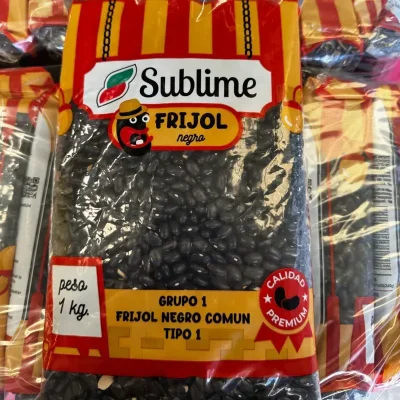 Sublime
FRIJOL
negro
peso
1 kg.
GRUPO 1
FRIJOL NEGRO COMUN
TIPO 1
CALIDAD
PREMIUM